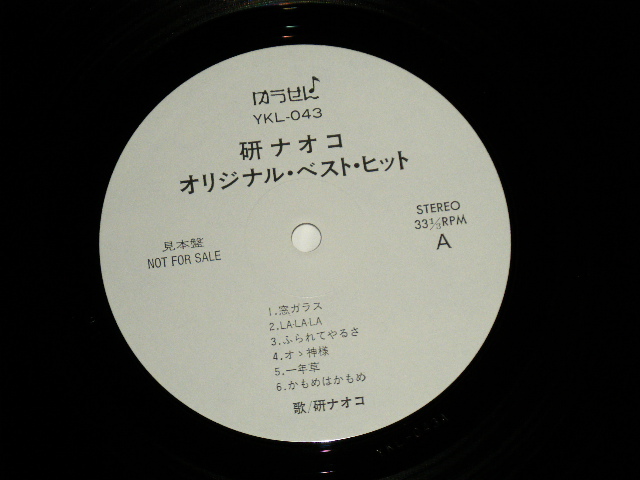 ゆうせん♪
YKL-043
研ナオコ
オリジナル・ベスト・ヒット
STEREO
33⅓RPM
A
見本盤
NOT FOR SALE
1.窓ガラス
2.LA-LA-LA
3.ふられてやるさ
4.オゝ神様
5.一年草
6.かもめはかもめ
歌/研ナオコ